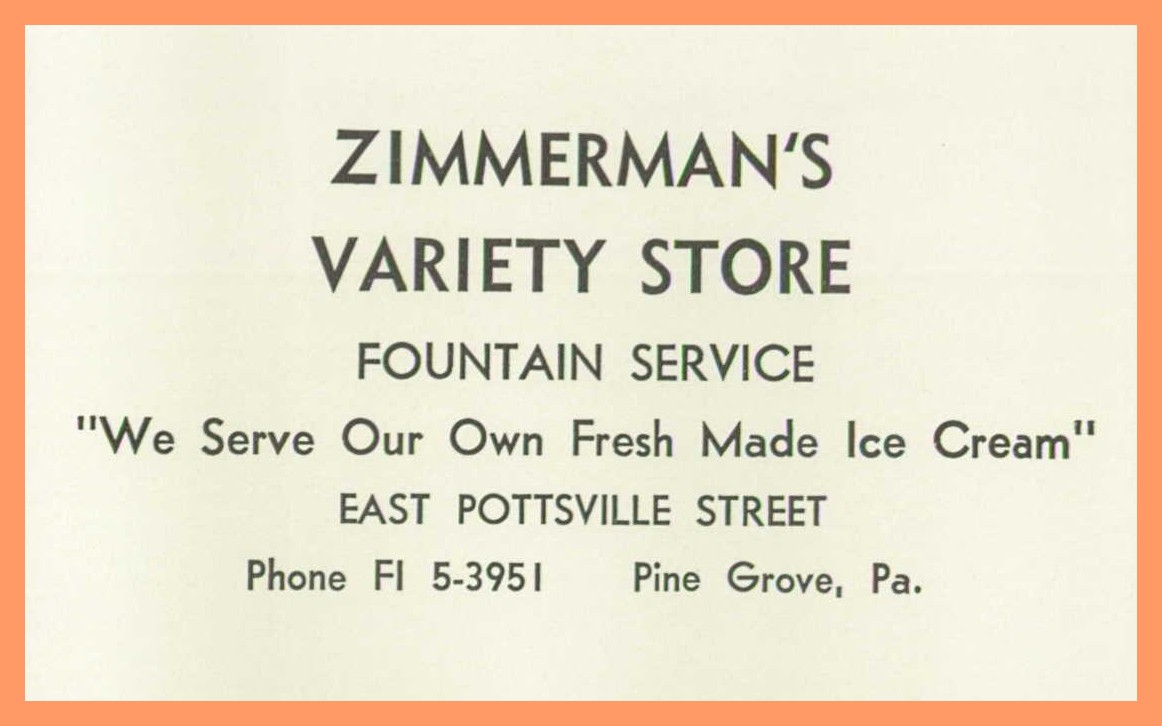 ZIMMERMAN'S
VARIETY STORE
FOUNTAIN SERVICE
"We Serve Our Own Fresh Made Ice Cream"
EAST POTTSVILLE STREET
Phone FI 5-3951 Pine Grove, Pa.